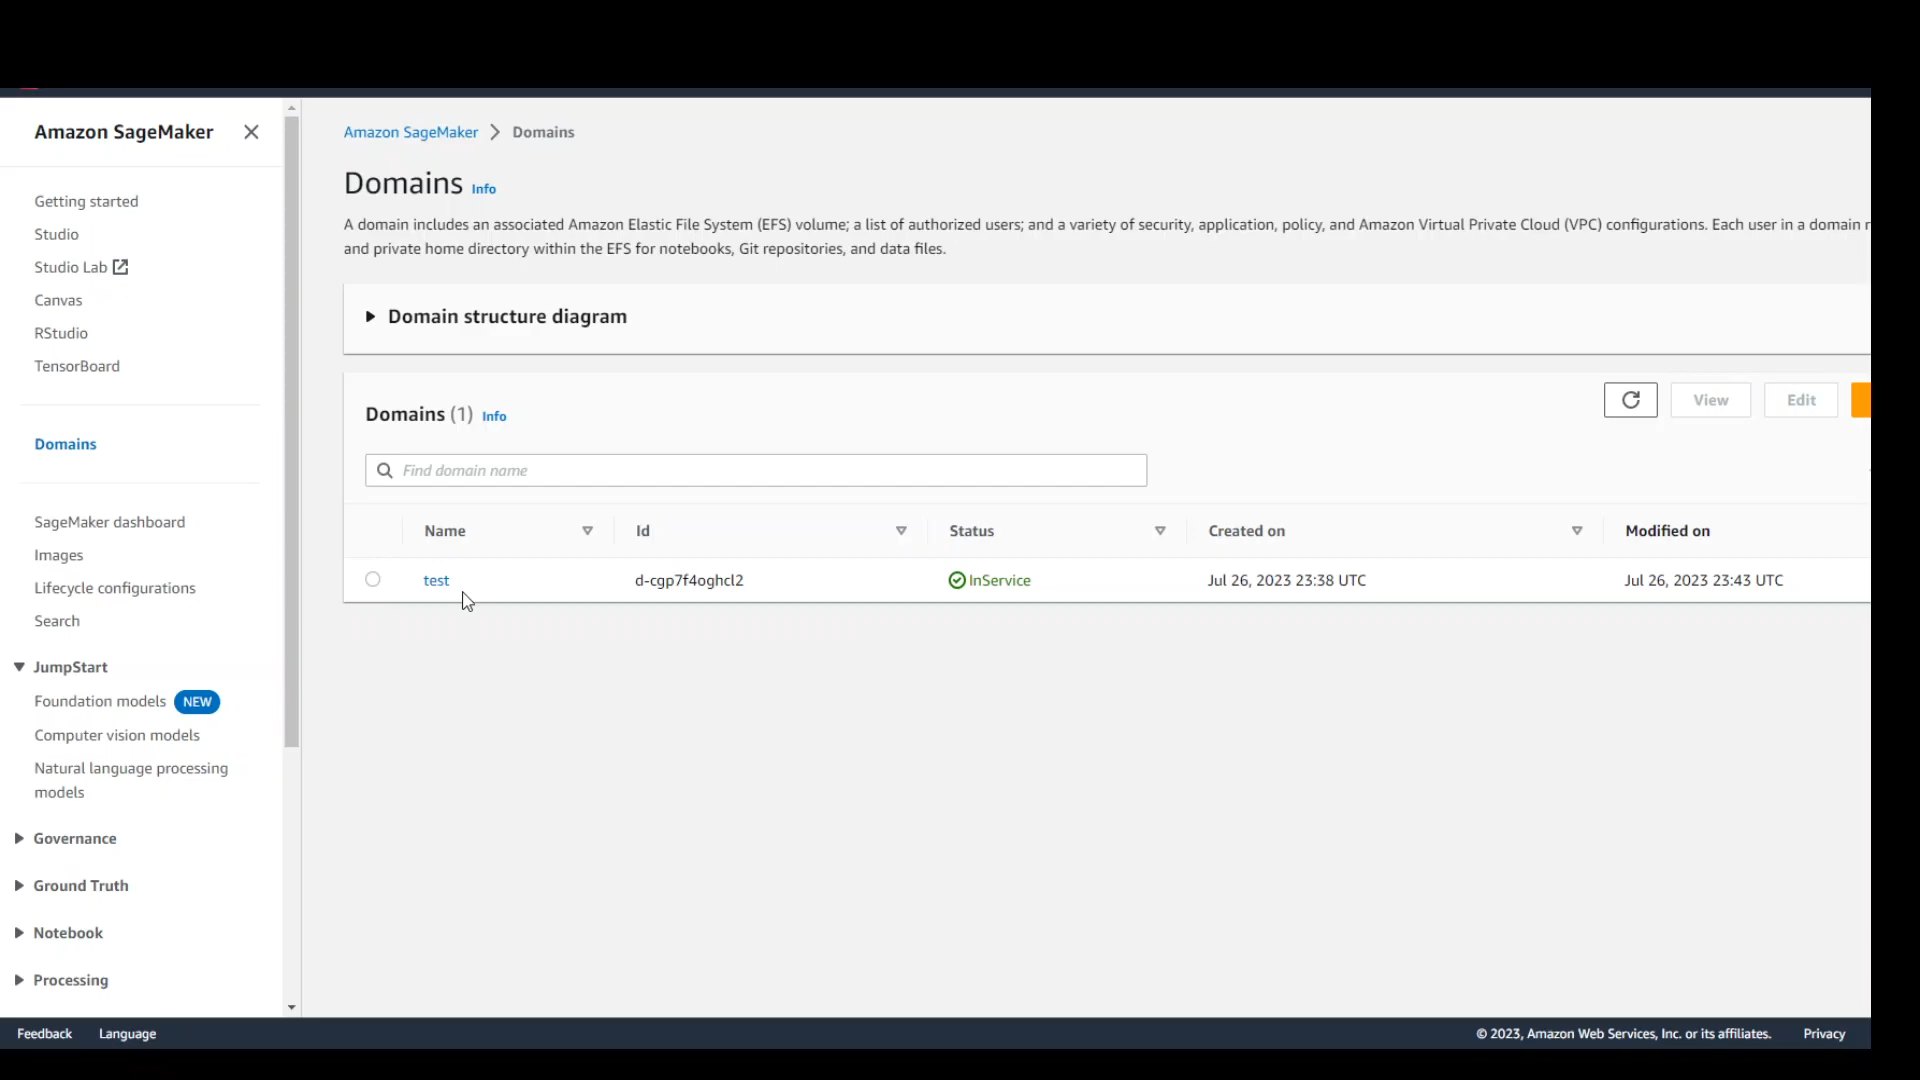 Amazon SageMaker
Getting started
Studio
Studio Lab
Canvas
RStudio
TensorBoard
Domains
SageMaker dashboard
Images
Lifecycle configurations
Search
JumpStart
Foundation models NEW
Computer vision models
Natural language processing
models
Governance
Ground Truth
Notebook
Processing
Amazon SageMaker > Domains
Domains Info
A domain includes an associated Amazon Elastic File System (EFS) volume; a list of authorized users; and a variety of security, application, policy, and Amazon Virtual Private Cloud (VPC) configurations. Each user in a domain r
and private home directory within the EFS for notebooks, Git repositories, and data files.
Domain structure diagram
Domains (1) Info
View Edit
Find domain name
Name Id Status Created on Modified on
test d-cgp7f4oghcl2 InService Jul 26, 2023 23:38 UTC Jul 26, 2023 23:43 UTC
Feedback Language © 2023, Amazon Web Services, Inc. or its affiliates. Privacy